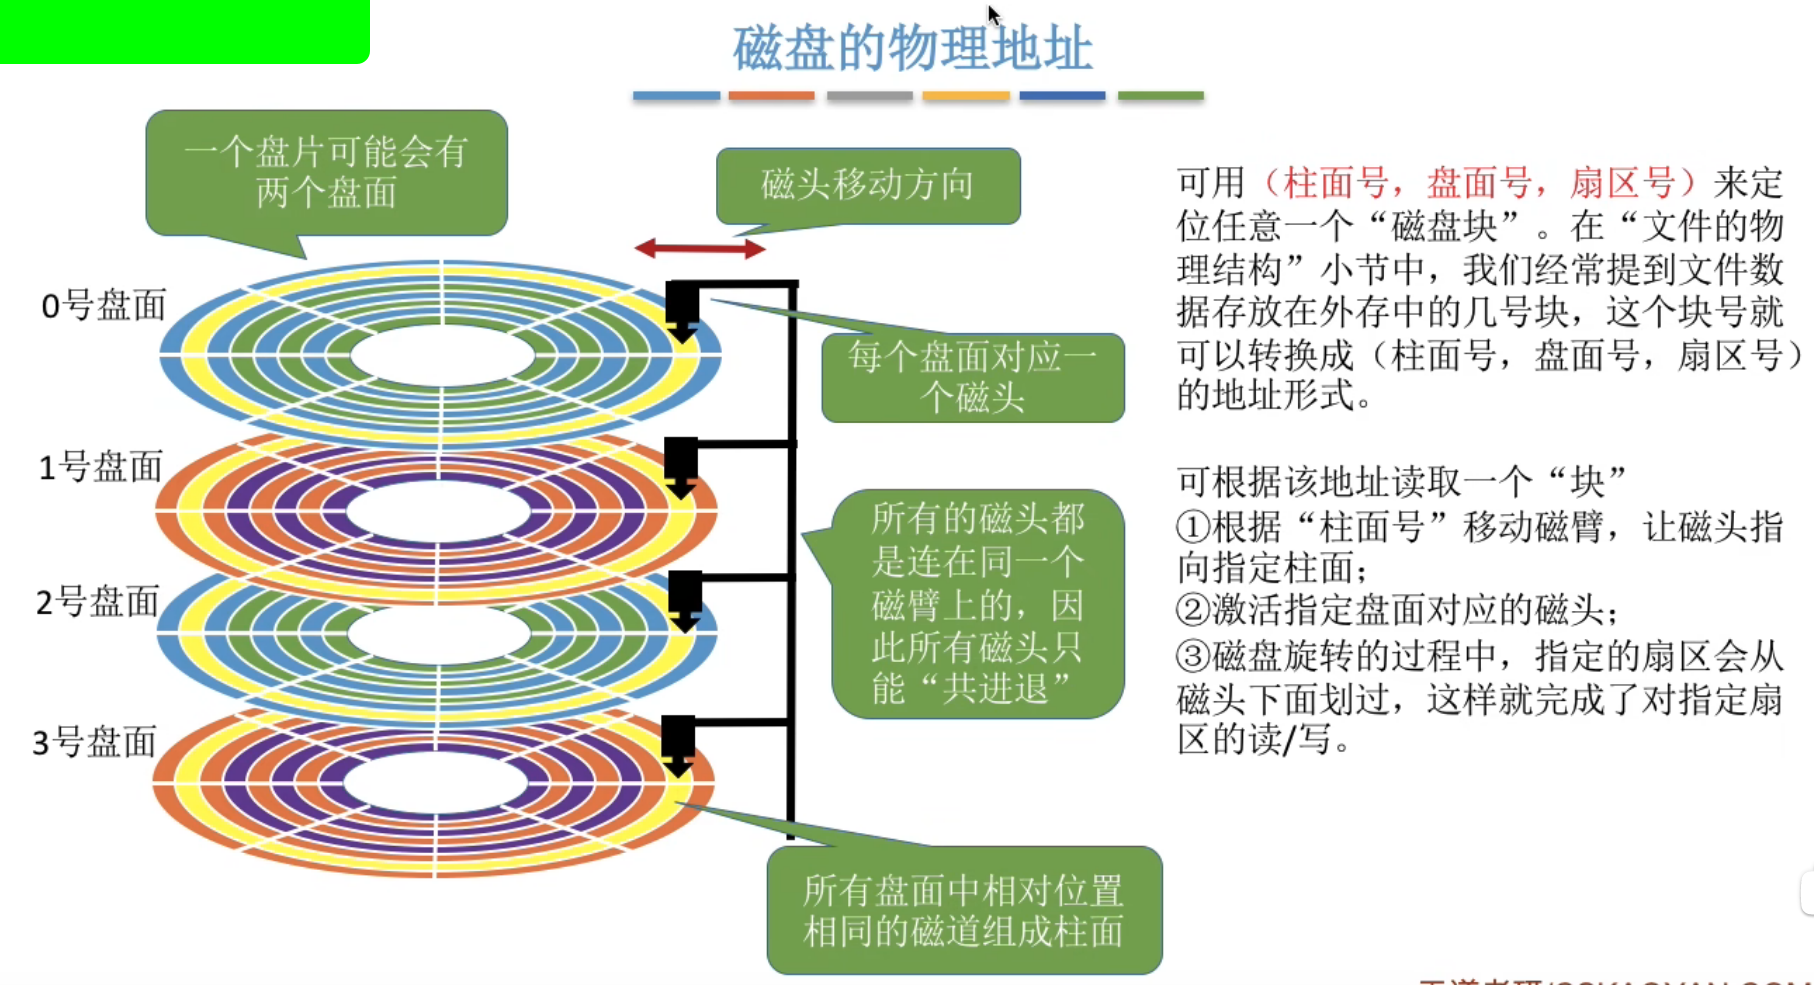 磁盘的物理地址
一个盘片可能会有
两个盘面
磁头移动方向
0号盘面
每个盘面对应一
个磁头
1号盘面
所有的磁头都
是连在同一个
磁臂上的，因
此所有磁头只
能“共进退”
2号盘面
3号盘面
所有盘面中相对位置
相同的磁道组成柱面
可用（柱面号，盘面号，扇区号）来定
位任意一个“磁盘块”。在“文件的物
理结构”小节中，我们经常提到文件数
据存放在外存中的几号块，这个块号就
可以转换成（柱面号，盘面号，扇区号）
的地址形式。
可根据该地址读取一个“块”
①根据“柱面号”移动磁臂，让磁头指
向指定柱面；
②激活指定盘面对应的磁头；
③磁盘旋转的过程中，指定的扇区会从
磁头下面划过，这样就完成了对指定扇
区的读/写。